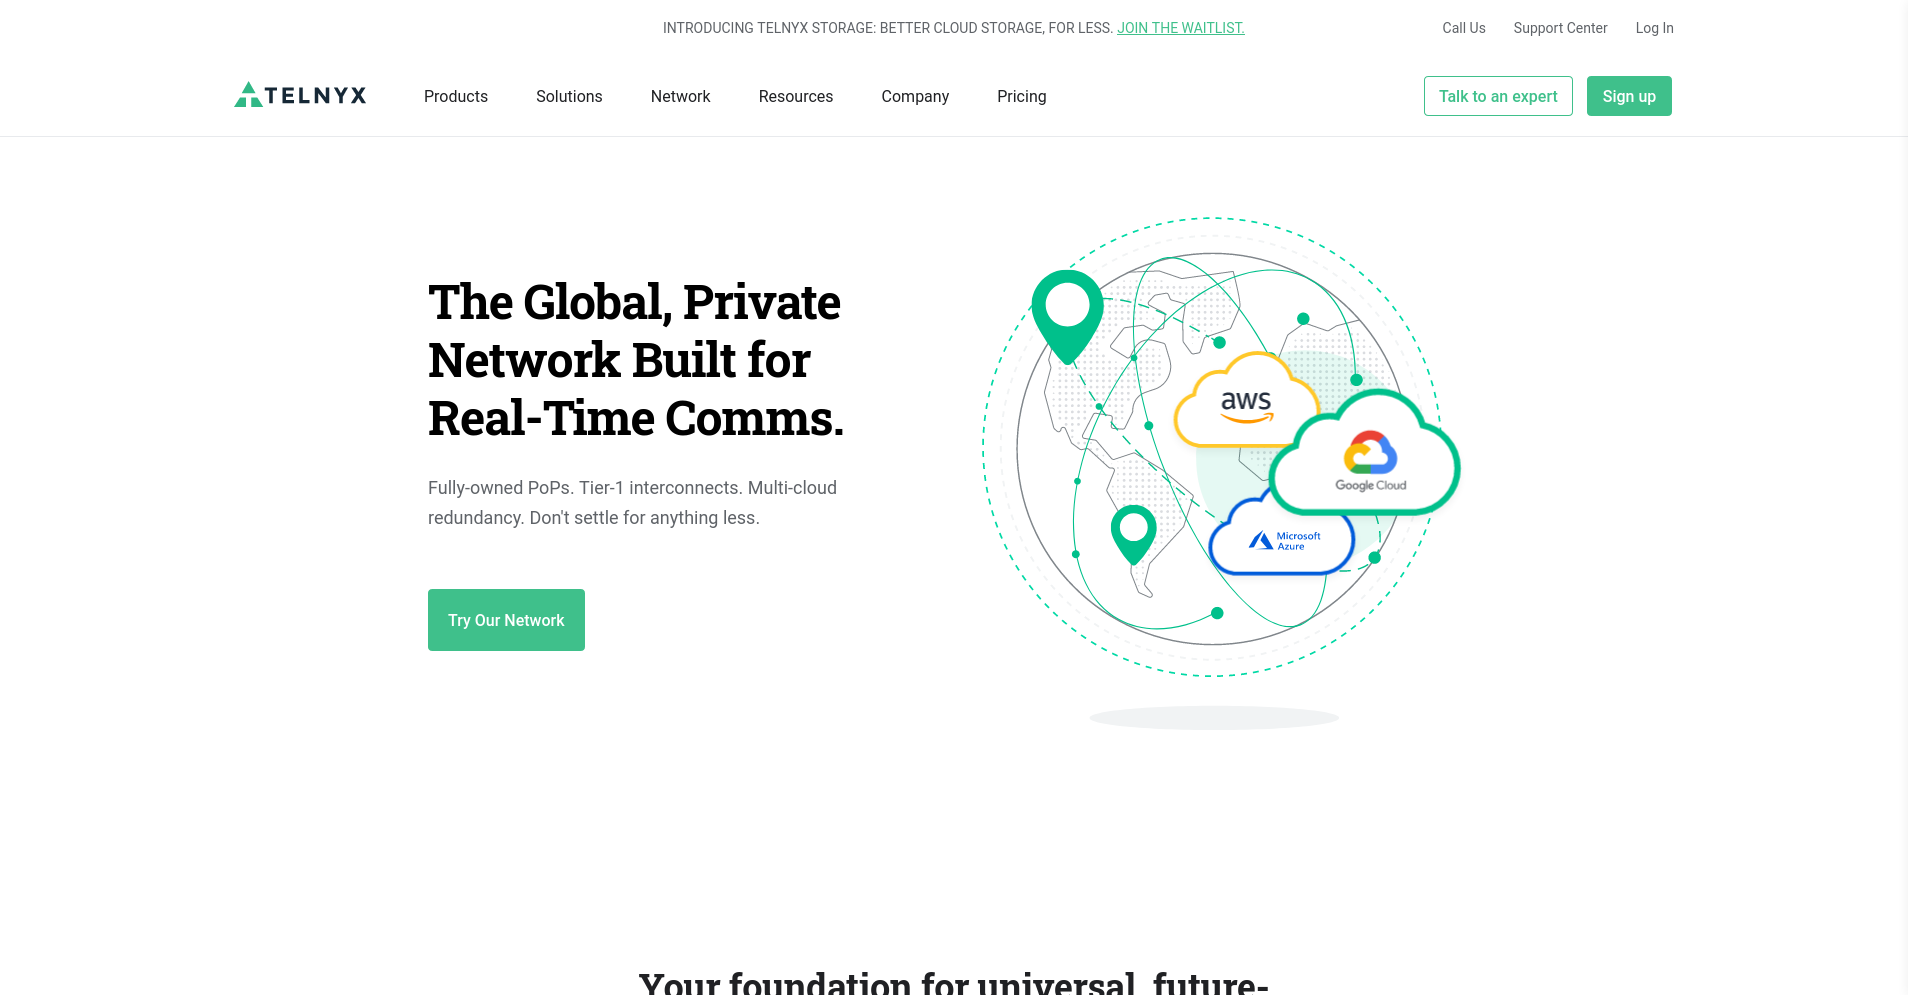 INTRODUCING TELNYX STORAGE: BETTER CLOUD STORAGE, FOR LESS. JOIN THE WAITLIST.
Call Us Support Center Log In
TELNYX Products Solutions Network Resources Company Pricing Talk to an expert Sign up
The Global, Private
Network Built for
Real-Time Comms.
Fully-owned PoPs. Tier-1 interconnects. Multi-cloud
redundancy. Don't settle for anything less.
Try Our Network
aws
Google Cloud
Microsoft
Azure
Your foundation for universal, future-